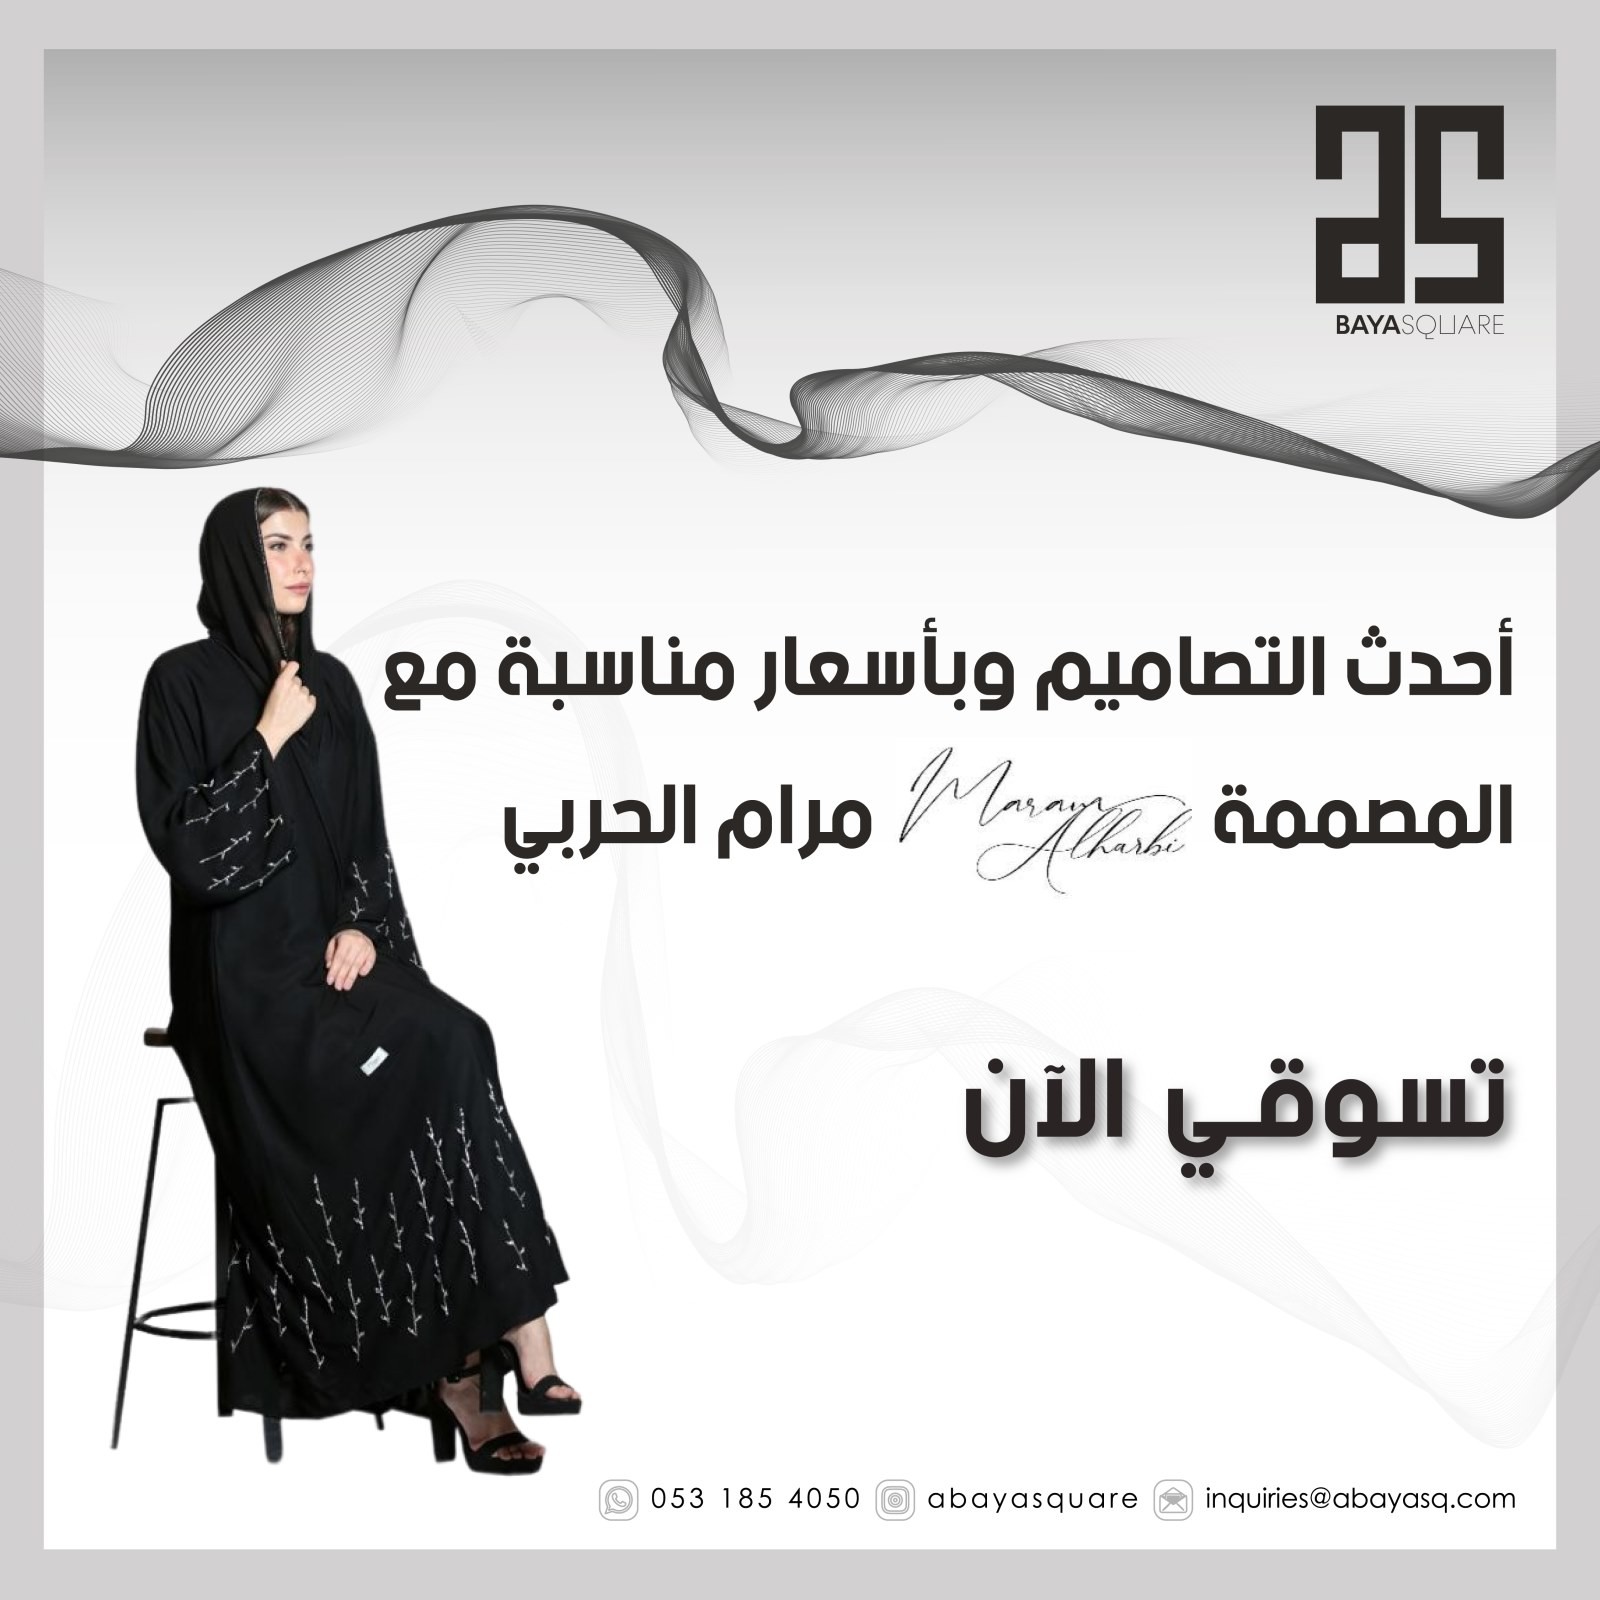 BAYASQUARE
أحدث التصاميم وبأسعار مناسبة مع
المصممة Maram Alharbi مرام الحربي
تسوقي الآن
053 185 4050 abayasquare inquiries@abayasq.com